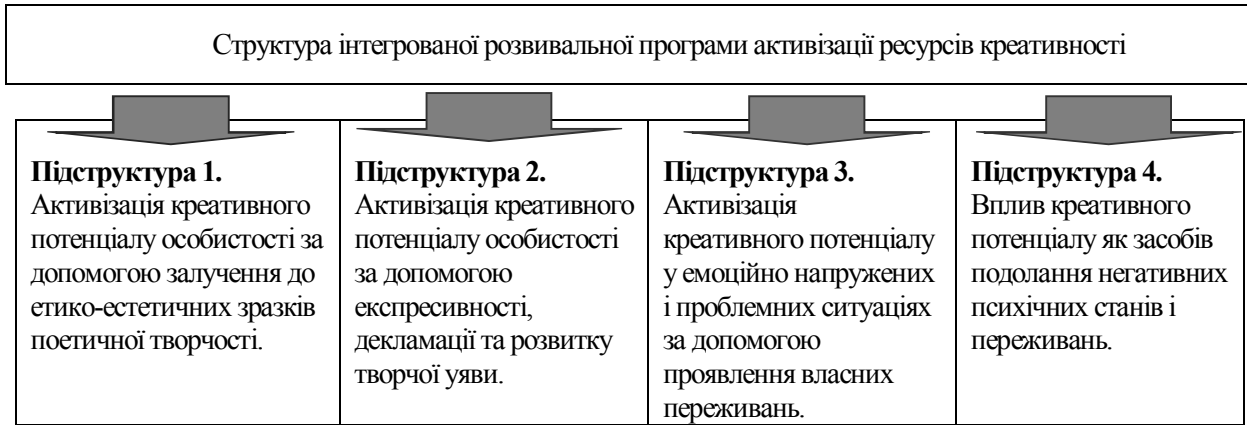 Структура інтегрованої розвивальної програми активізації ресурсів креативності
Підструктура 1.
Активізація креативного
потенціалу особистості за
допомогою залучення до
етико-естетичних зразків
поетичної творчості.
Підструктура 2.
Активізація креативного
потенціалу особистості
за допомогою
експресивності,
декламації та розвитку
творчої уяви.
Підструктура 3.
Активізація
креативного потенціалу
у емоційно напружених
і проблемних ситуаціях
за допомогою
проявлення власних
переживань.
Підструктура 4.
Вплив креативного
потенціалу як засобів
подолання негативних
психічних станів і
переживань.